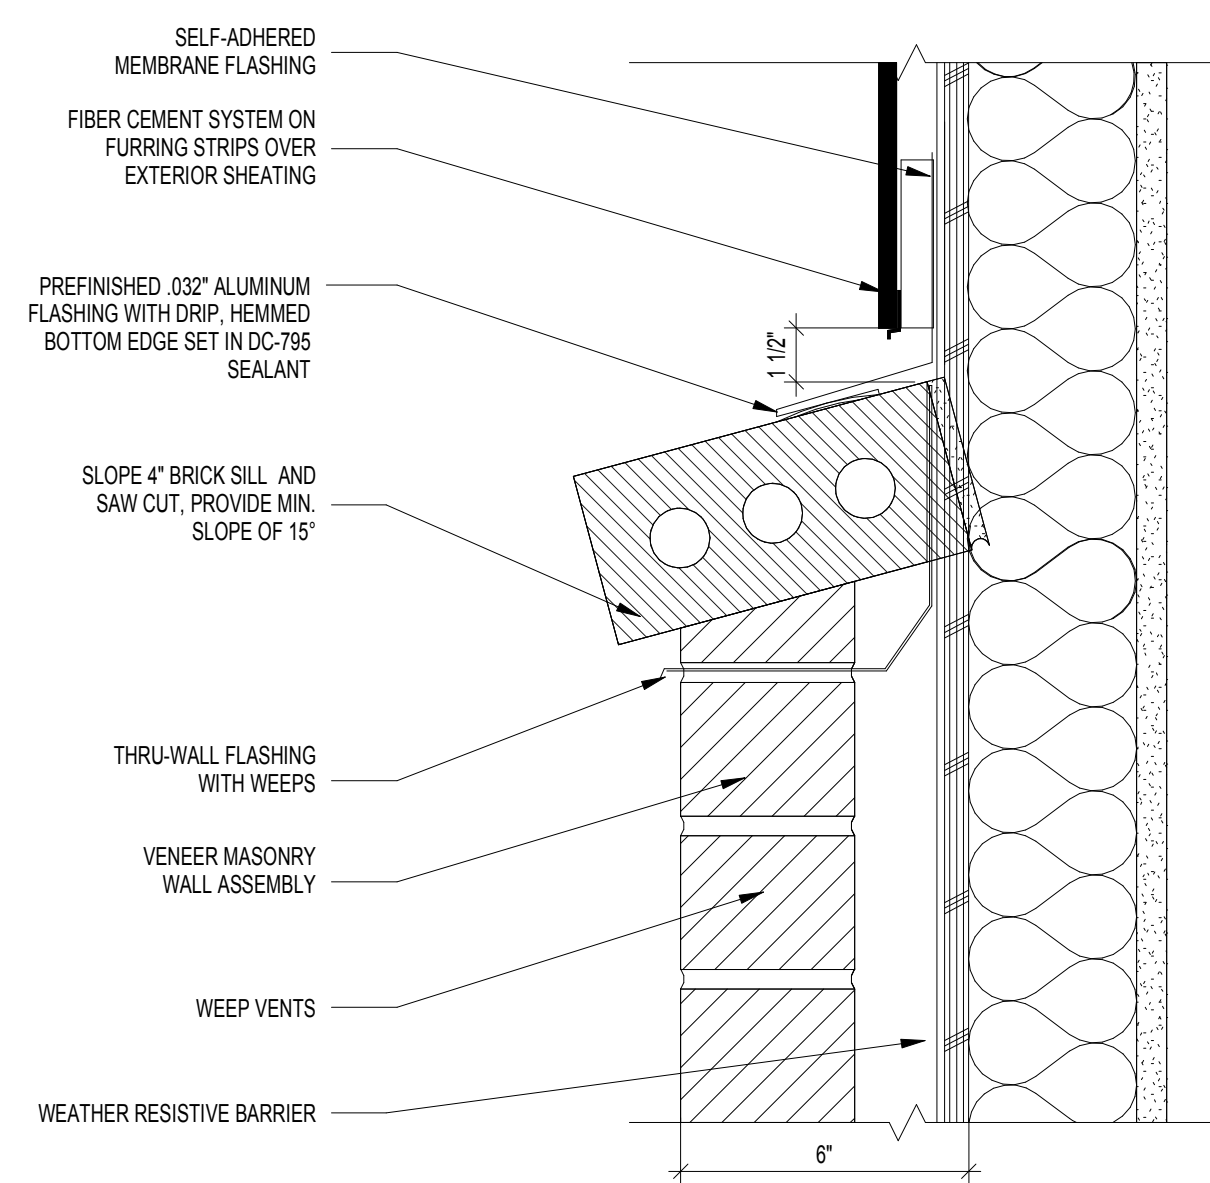 SELF-ADHERED
MEMBRANE FLASHING
FIBER CEMENT SYSTEM ON
FURRING STRIPS OVER
EXTERIOR SHEATING
PREFINISHED .032" ALUMINUM
FLASHING WITH DRIP, HEMMED
BOTTOM EDGE SET IN DC-795
SEALANT
1 1/2"
SLOPE 4" BRICK SILL AND
SAW CUT, PROVIDE MIN.
SLOPE OF 15°
THRU-WALL FLASHING
WITH WEEPS
VENEER MASONRY
WALL ASSEMBLY
WEEP VENTS
WEATHER RESISTIVE BARRIER
6"